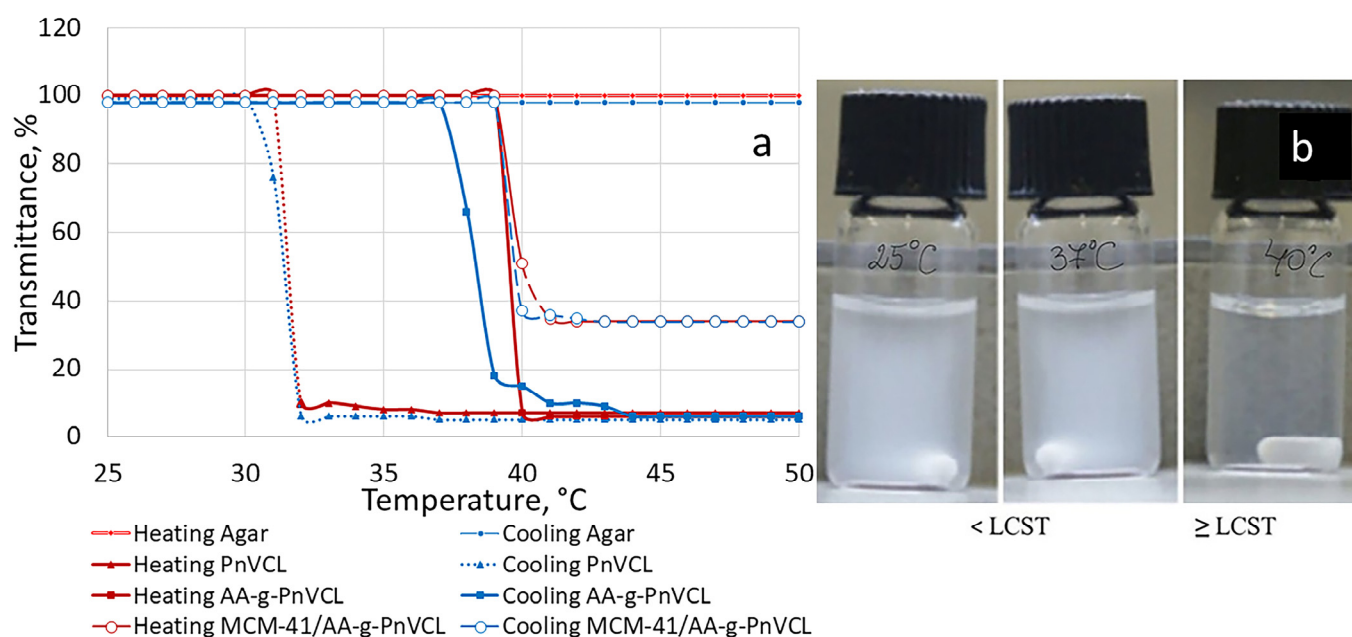 120
100
80
60
40
20
0
Transmittance, %
a
25 30 35 40 45 50
Temperature, °C
Heating Agar Cooling Agar
Heating PnVCL Cooling PnVCL
Heating AA-g-PnVCL Cooling AA-g-PnVCL
Heating MCM-41/AA-g-PnVCL Cooling MCM-41/AA-g-PnVCL
b
25°C 37°C 40°C
< LCST ≥ LCST